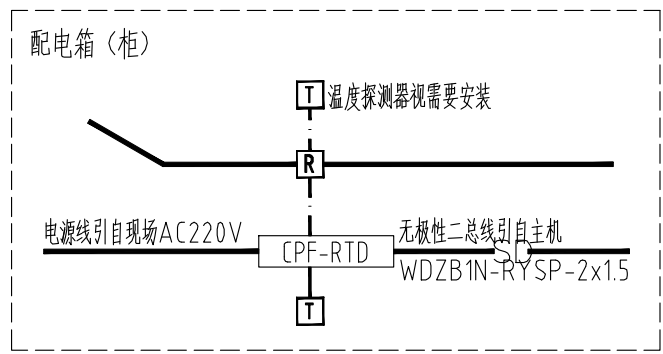 配电箱（柜）
T 温度探测器视需要安装
R
电源线引自现场AC220V
无极性二总线引自主机
CPF-RTD
SD
WDZB1N-RYSP-2x1.5
T